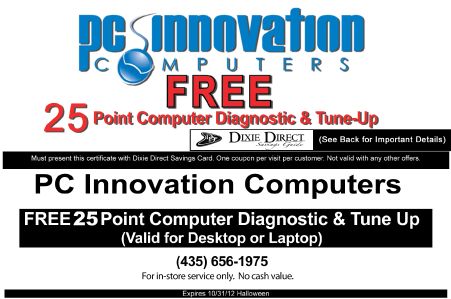 pc innovation
COMPUTERS
FREE
25 Point Computer Diagnostic & Tune-Up
DIXIE DIRECT
Savings Guide
(See Back for Important Details)
Must present this certificate with Dixie Direct Savings Card. One coupon per visit per customer. Not valid with any other offers.
PC Innovation Computers
FREE 25 Point Computer Diagnostic & Tune Up
(Valid for Desktop or Laptop)
(435) 656-1975
For in-store service only. No cash value.
Expires 10/31/12 Halloween